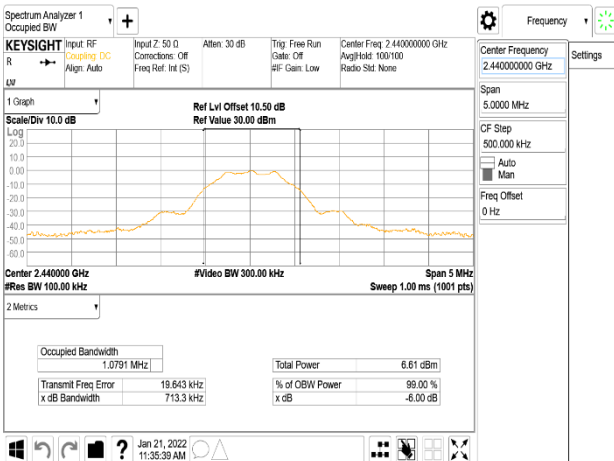 Spectrum Analyzer 1
Occupied BW
+
Frequency
KEYSIGHT
R
LXI
Input: RF
Coupling: DC
Align: Auto
Input Z: 50 Ω
Corrections: Off
Freq Ref: Int (S)
Atten: 30 dB
Trig: Free Run
Gate: Off
#IF Gain: Low
Center Freq: 2.440000000 GHz
Avg|Hold: 100/100
Radio Std: None
Center Frequency
2.440000000 GHz
Settings
Span
5.0000 MHz
CF Step
500.000 kHz
Auto
Man
Freq Offset
0 Hz
1 Graph
Scale/Div 10.0 dB
Ref Lvl Offset 10.50 dB
Ref Value 30.00 dBm
Log
20.0
10.0
0.00
-10.0
-20.0
-30.0
-40.0
-50.0
-60.0
Center 2.440000 GHz
#Res BW 100.00 kHz
#Video BW 300.00 kHz
Span 5 MHz
Sweep 1.00 ms (1001 pts)
2 Metrics
Occupied Bandwidth
1.0791 MHz
Total Power 6.61 dBm
Transmit Freq Error 19.643 kHz
% of OBW Power 99.00 %
x dB Bandwidth 713.3 kHz
x dB -6.00 dB
?
Jan 21, 2022
11:35:39 AM